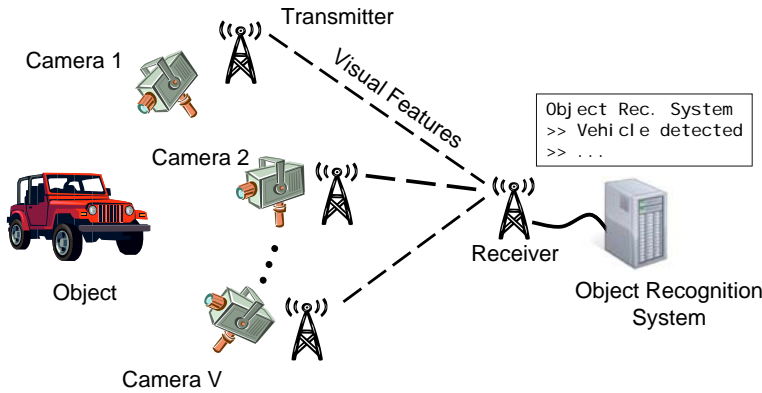 Transmitter
Camera 1
Visual Features
Object Rec. System
>> Vehicle detected
>> ...
Camera 2
Receiver
Object
Object Recognition
System
Camera V